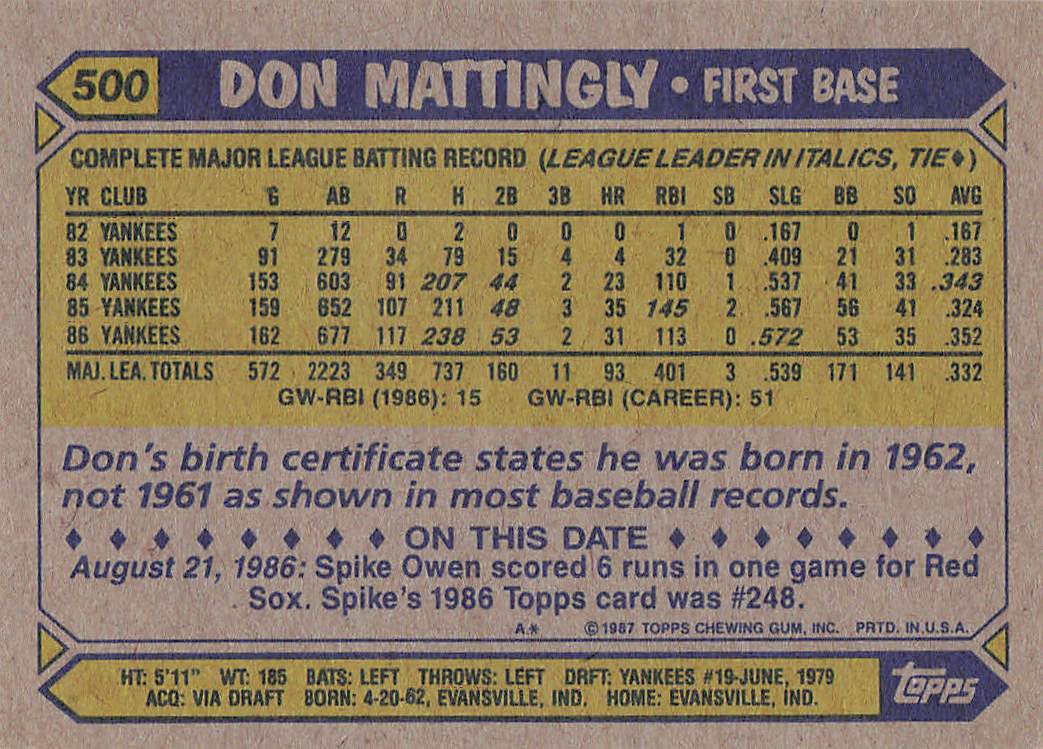 500 DON MATTINGLY • FIRST BASE
COMPLETE MAJOR LEAGUE BATTING RECORD (LEAGUE LEADER IN ITALICS, TIE♦)
YR CLUB G AB R H 2B 3B HR RBI SB SLG BB SO AVG
82 YANKEES 7 12 0 2 0 0 0 1 0 .167 0 1 .167
83 YANKEES 91 279 34 79 15 4 4 32 0 .409 21 31 .283
84 YANKEES 153 603 91 207 44 2 23 110 1 .537 41 33 .343
85 YANKEES 159 652 107 211 48 3 35 145 2 .567 56 41 .324
86 YANKEES 162 677 117 238 53 2 31 113 0 .572 53 35 .352
MAJ. LEA. TOTALS 572 2223 349 737 160 11 93 401 3 .539 171 141 .332
GW-RBI (1986): 15 GW-RBI (CAREER): 51
Don's birth certificate states he was born in 1962,
not 1961 as shown in most baseball records.
♦ ♦ ♦ ♦ ♦ ♦ ♦ ♦ ON THIS DATE ♦ ♦ ♦ ♦ ♦ ♦ ♦ ♦
August 21, 1986: Spike Owen scored 6 runs in one game for Red
Sox. Spike's 1986 Topps card was #248.
A* © 1987 TOPPS CHEWING GUM, INC. PRTD. IN U.S.A.
HT: 5'11" WT: 185 BATS: LEFT THROWS: LEFT DRFT: YANKEES #19-JUNE, 1979
ACQ: VIA DRAFT BORN: 4-20-62, EVANSVILLE, IND. HOME: EVANSVILLE, IND.
topps